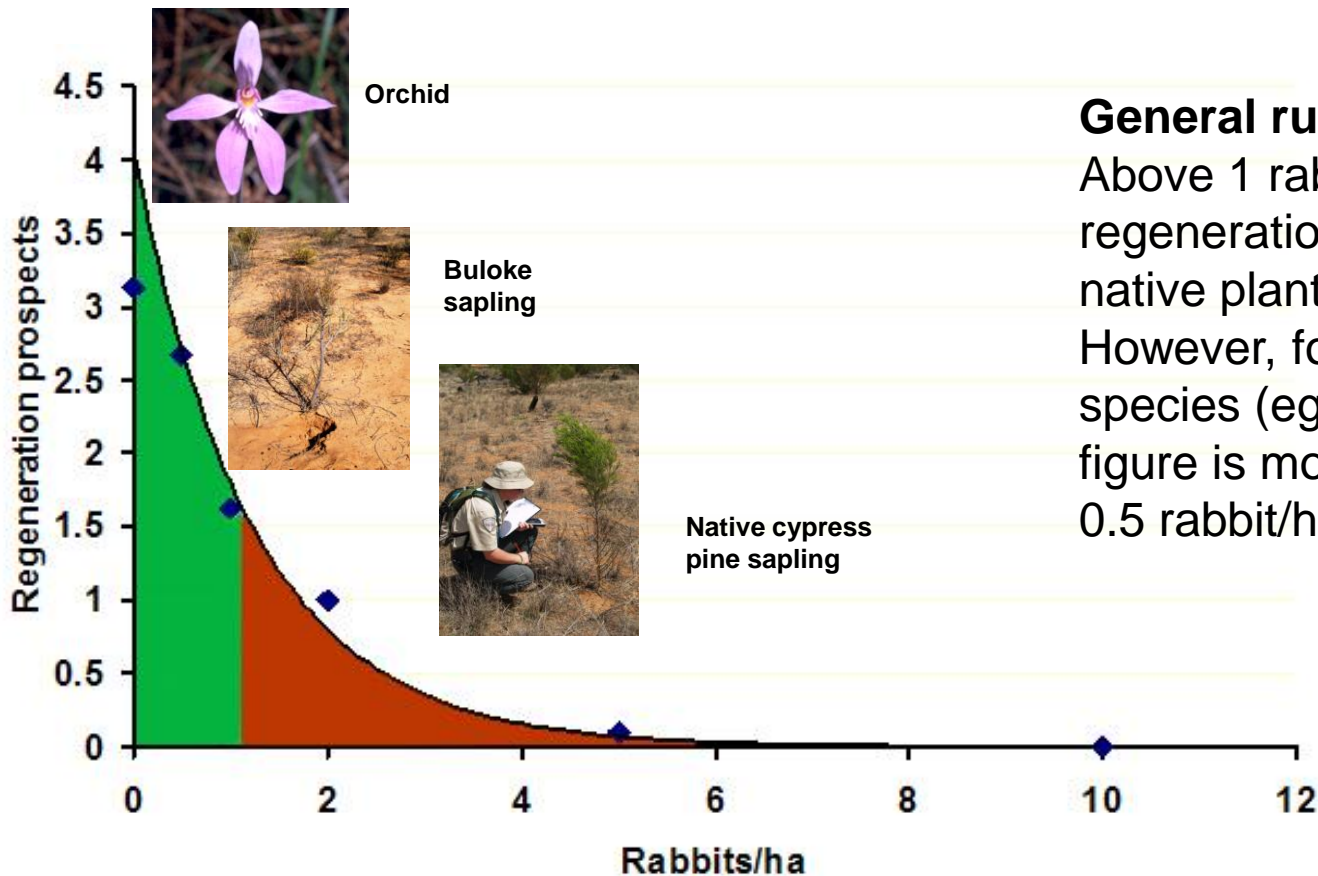 Orchid
Buloke
sapling
Native cypress
pine sapling
General ru
Above 1 rab
regeneratio
native plant
However, fo
species (eg
figure is mo
0.5 rabbit/h
Regeneration prospects
4.5
4
3.5
3
2.5
2
1.5
1
0.5
0
0 2 4 6 8 10 12
Rabbits/ha